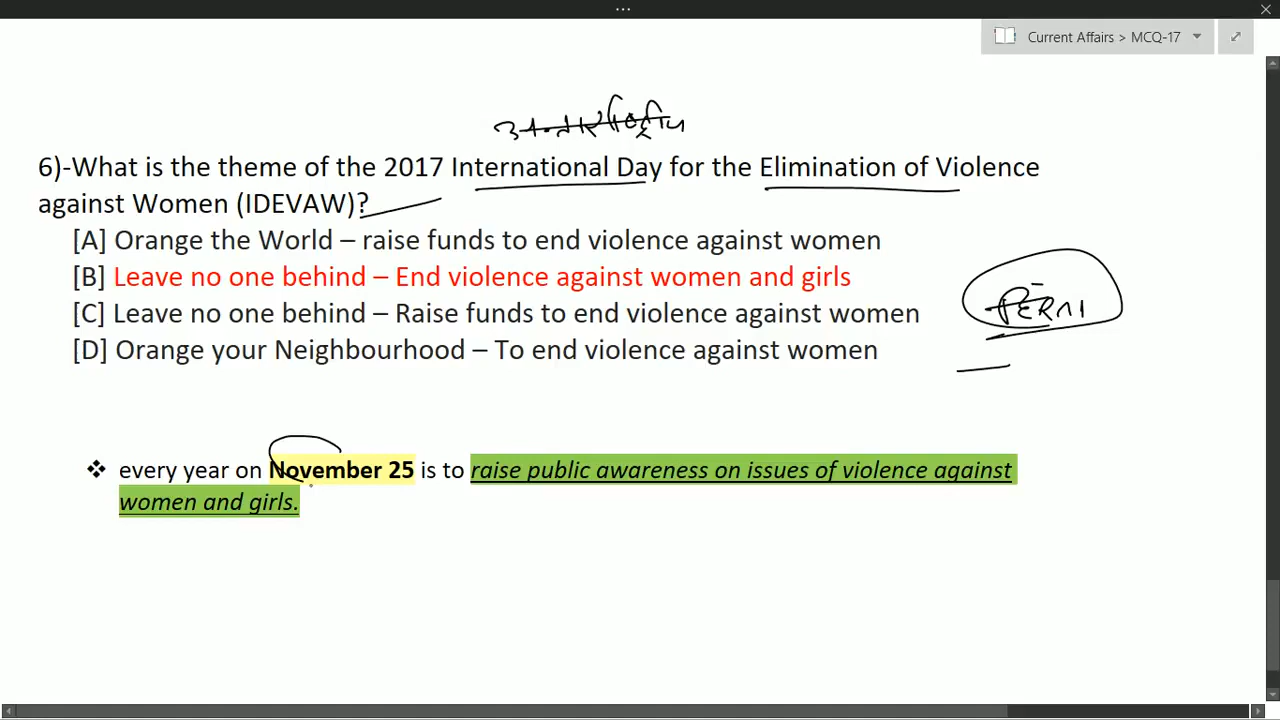 Current Affairs > MCQ-17
6)-What is the theme of the 2017 International Day for the Elimination of Violence
against Women (IDEVAW)?
[A] Orange the World – raise funds to end violence against women
[B] Leave no one behind – End violence against women and girls
[C] Leave no one behind – Raise funds to end violence against women
[D] Orange your Neighbourhood – To end violence against women
❖ every year on November 25 is to raise public awareness on issues of violence against
women and girls.